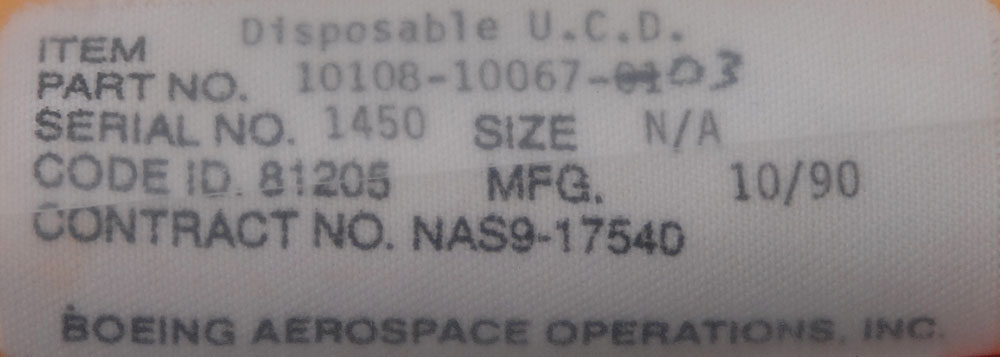 ITEM Disposable U.C.D.
PART NO. 10108-10067-0103
SERIAL NO. 1450 SIZE N/A
CODE ID. 81205 MFG. 10/90
CONTRACT NO. NAS9-17540
BOEING AEROSPACE OPERATIONS, INC.